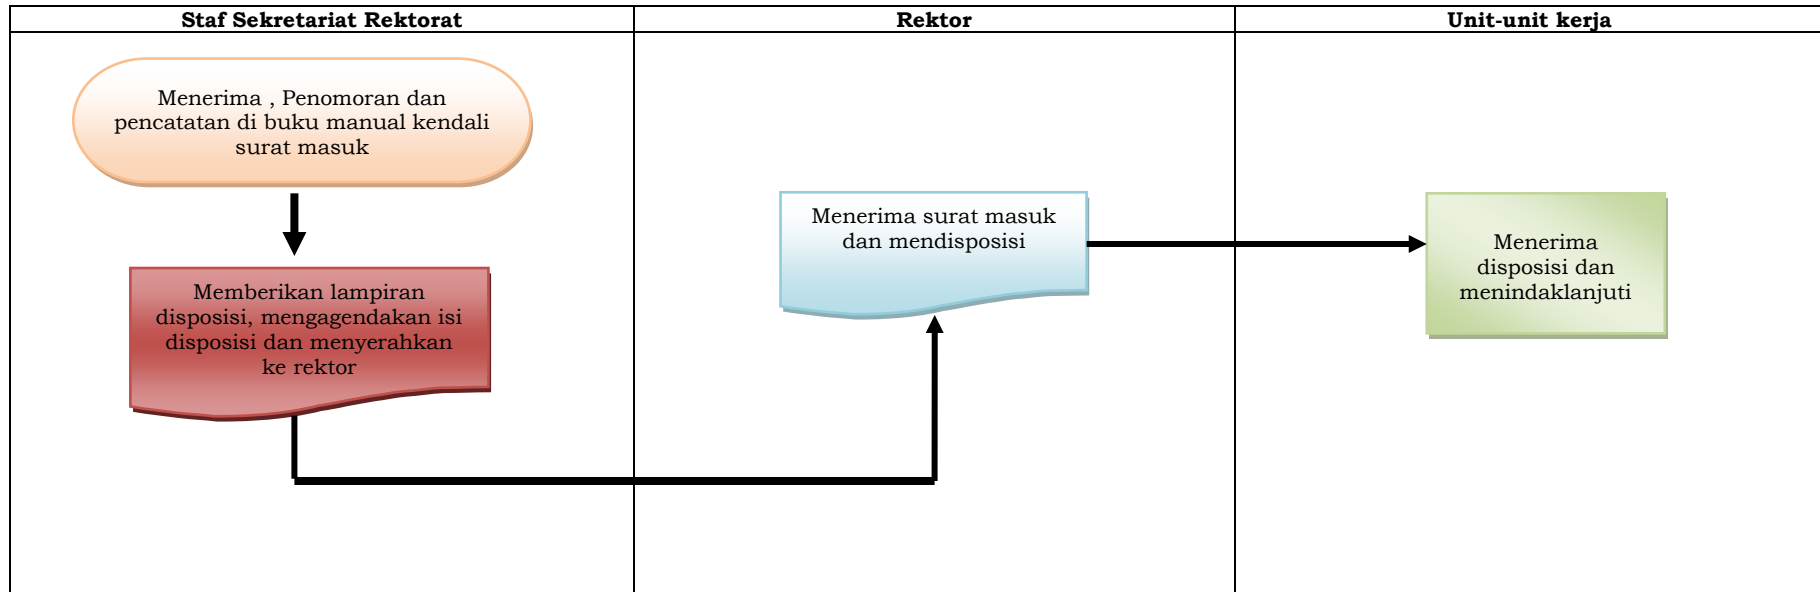 Staf Sekretariat Rektorat
Rektor
Unit-unit kerja
Menerima , Penomoran dan
pencatatan di buku manual kendali
surat masuk
Memberikan lampiran
disposisi, mengagendakan isi
disposisi dan menyerahkan
ke rektor
Menerima surat masuk
dan mendisposisi
Menerima
disposisi dan
menindaklanjuti